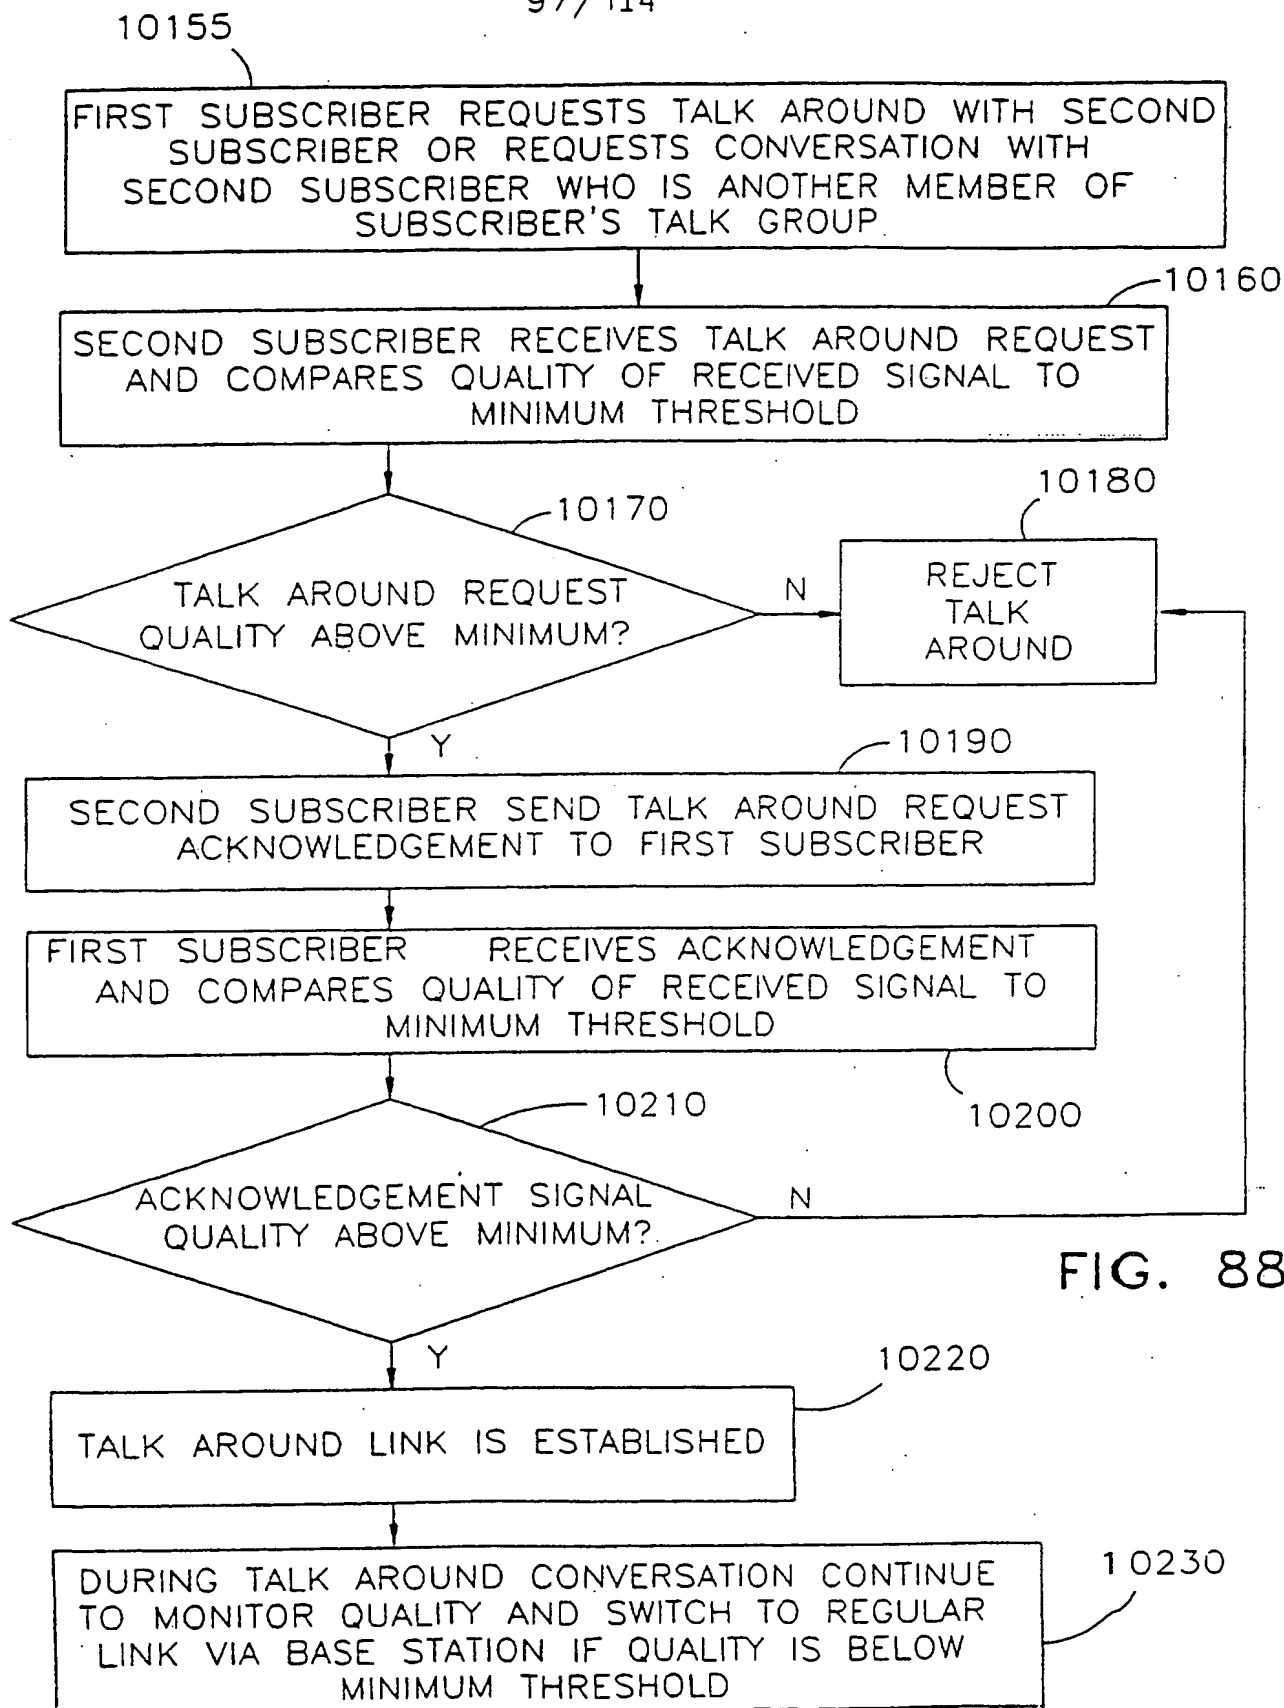 10155
FIRST SUBSCRIBER REQUESTS TALK AROUND WITH SECOND
SUBSCRIBER OR REQUESTS CONVERSATION WITH
SECOND SUBSCRIBER WHO IS ANOTHER MEMBER OF
SUBSCRIBER'S TALK GROUP
10160
SECOND SUBSCRIBER RECEIVES TALK AROUND REQUEST
AND COMPARES QUALITY OF RECEIVED SIGNAL TO
MINIMUM THRESHOLD
10170
TALK AROUND REQUEST
QUALITY ABOVE MINIMUM?
N
10180
REJECT
TALK
AROUND
Y
10190
SECOND SUBSCRIBER SEND TALK AROUND REQUEST
ACKNOWLEDGEMENT TO FIRST SUBSCRIBER
FIRST SUBSCRIBER RECEIVES ACKNOWLEDGEMENT
AND COMPARES QUALITY OF RECEIVED SIGNAL TO
MINIMUM THRESHOLD
10200
10210
ACKNOWLEDGEMENT SIGNAL
QUALITY ABOVE MINIMUM?
N
FIG. 88
Y
10220
TALK AROUND LINK IS ESTABLISHED
10230
DURING TALK AROUND CONVERSATION CONTINUE
TO MONITOR QUALITY AND SWITCH TO REGULAR
LINK VIA BASE STATION IF QUALITY IS BELOW
MINIMUM THRESHOLD